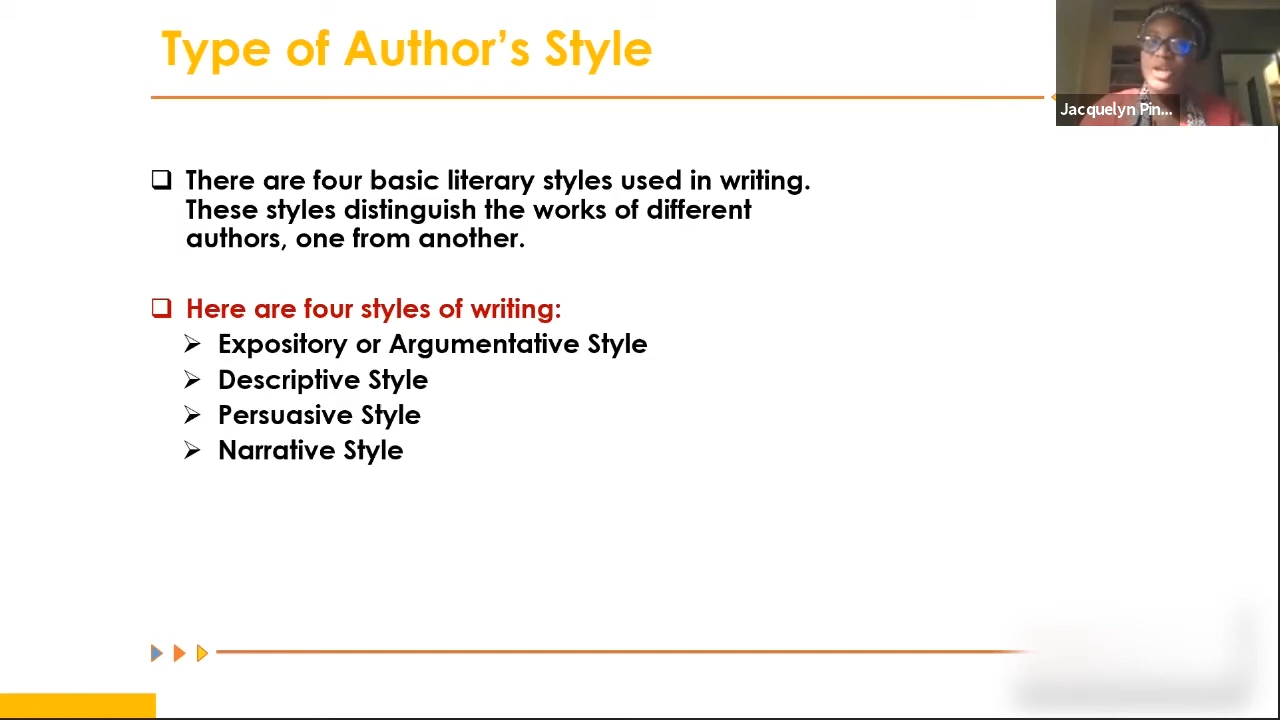 Type of Author's Style
Jacquelyn Pin...
There are four basic literary styles used in writing.
These styles distinguish the works of different
authors, one from another.
Here are four styles of writing:
Expository or Argumentative Style
Descriptive Style
Persuasive Style
Narrative Style